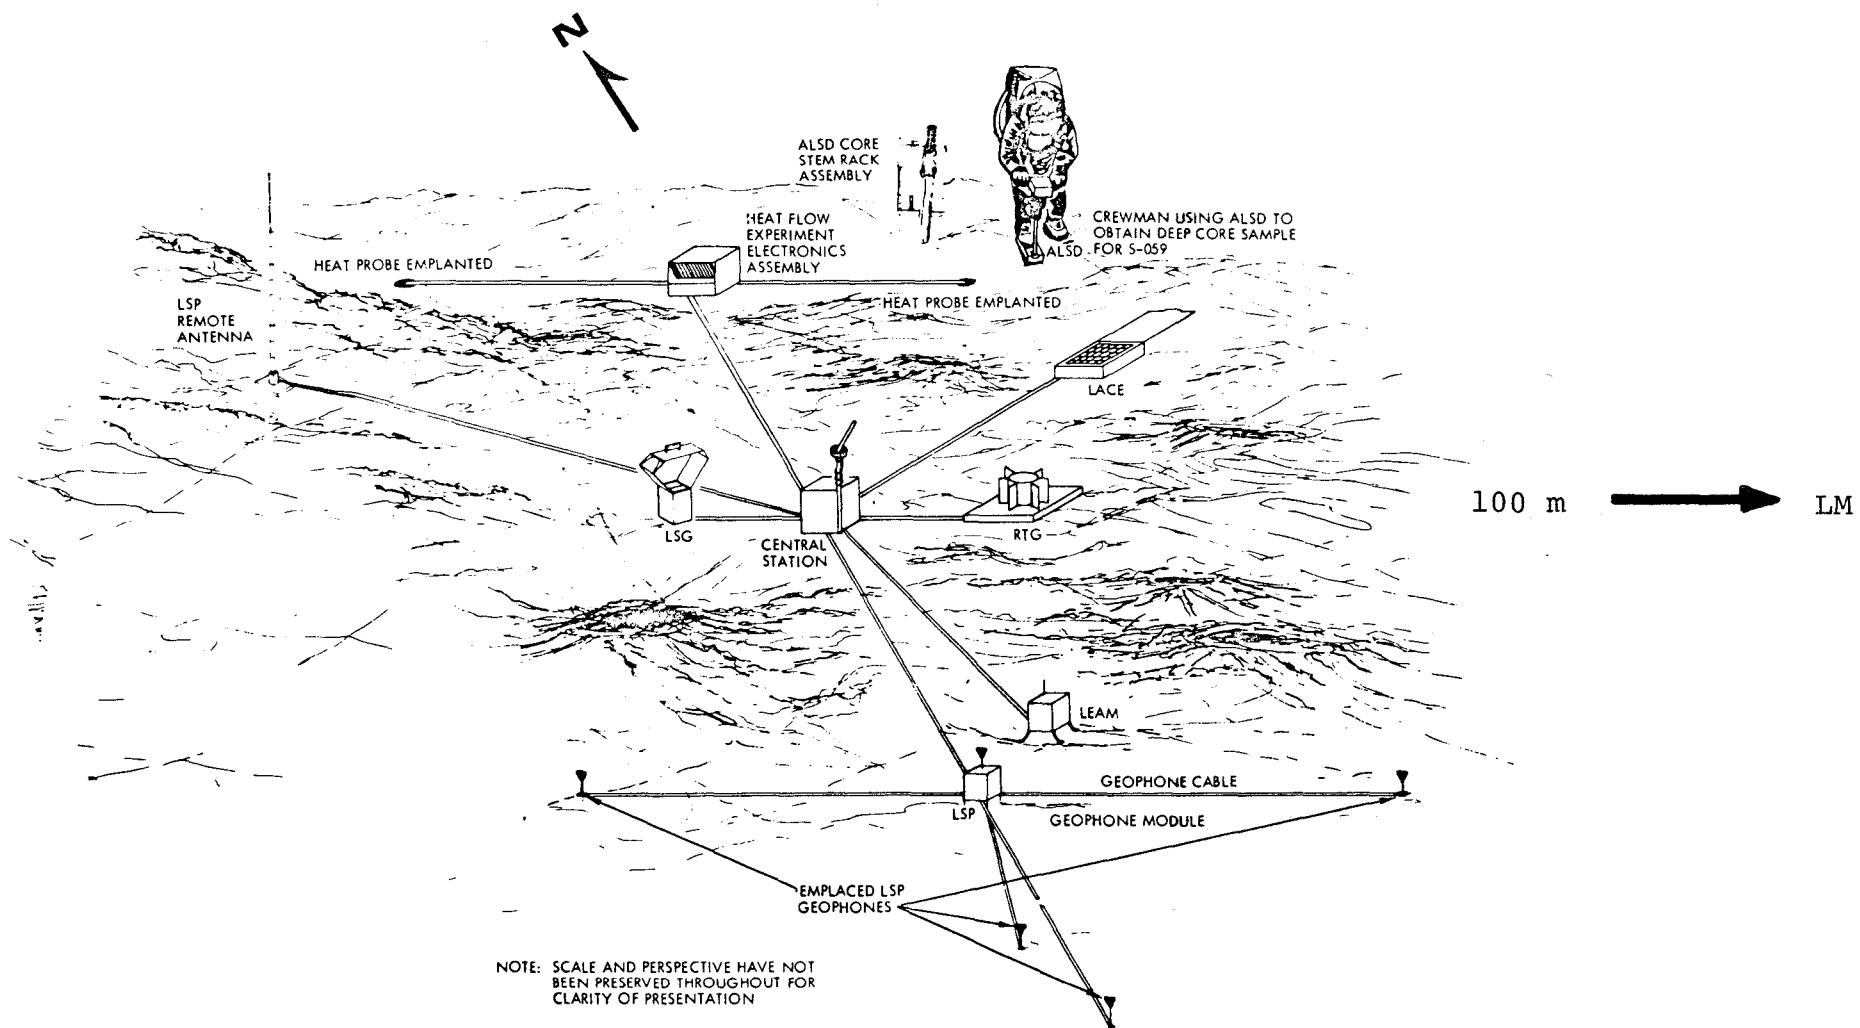 N
ALSD CORE
STEM RACK
ASSEMBLY
HEAT FLOW
EXPERIMENT
ELECTRONICS
ASSEMBLY
CREWMAN USING ALSD TO
OBTAIN DEEP CORE SAMPLE
FOR S-059
ALSD
HEAT PROBE EMPLANTED
HEAT PROBE EMPLANTED
LSP
REMOTE
ANTENNA
LACE
LSG
CENTRAL
STATION
RTG
100 m
LM
LEAM
GEOPHONE CABLE
LSP
GEOPHONE MODULE
EMPLACED LSP
GEOPHONES
NOTE: SCALE AND PERSPECTIVE HAVE NOT
BEEN PRESERVED THROUGHOUT FOR
CLARITY OF PRESENTATION